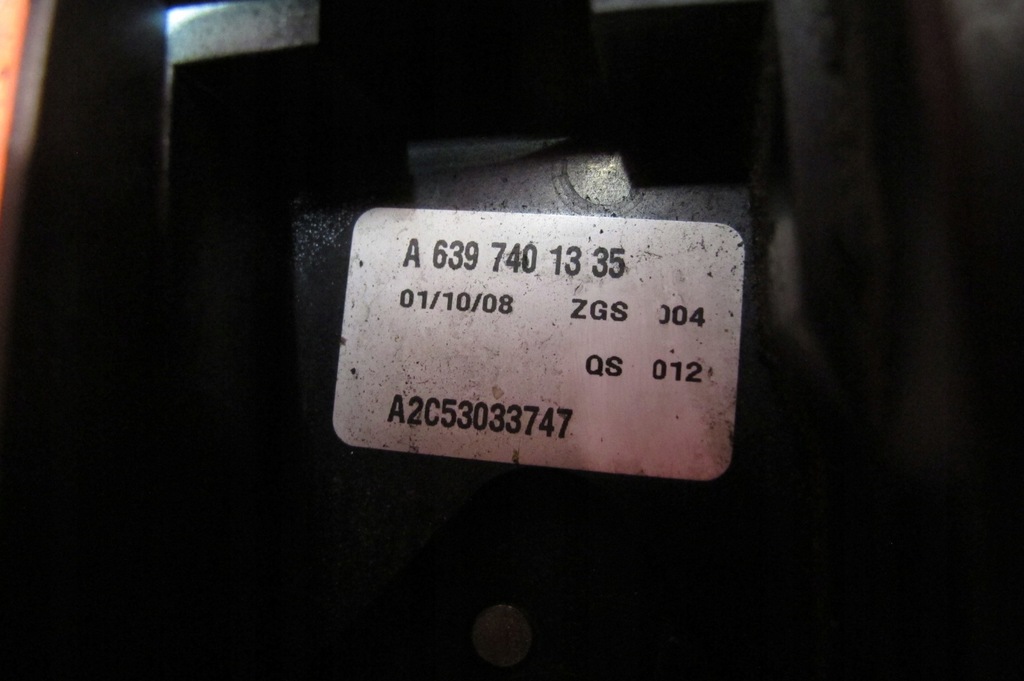 A 639 740 13 35
01/10/08 ZGS 004
QS 012
A2C53033747